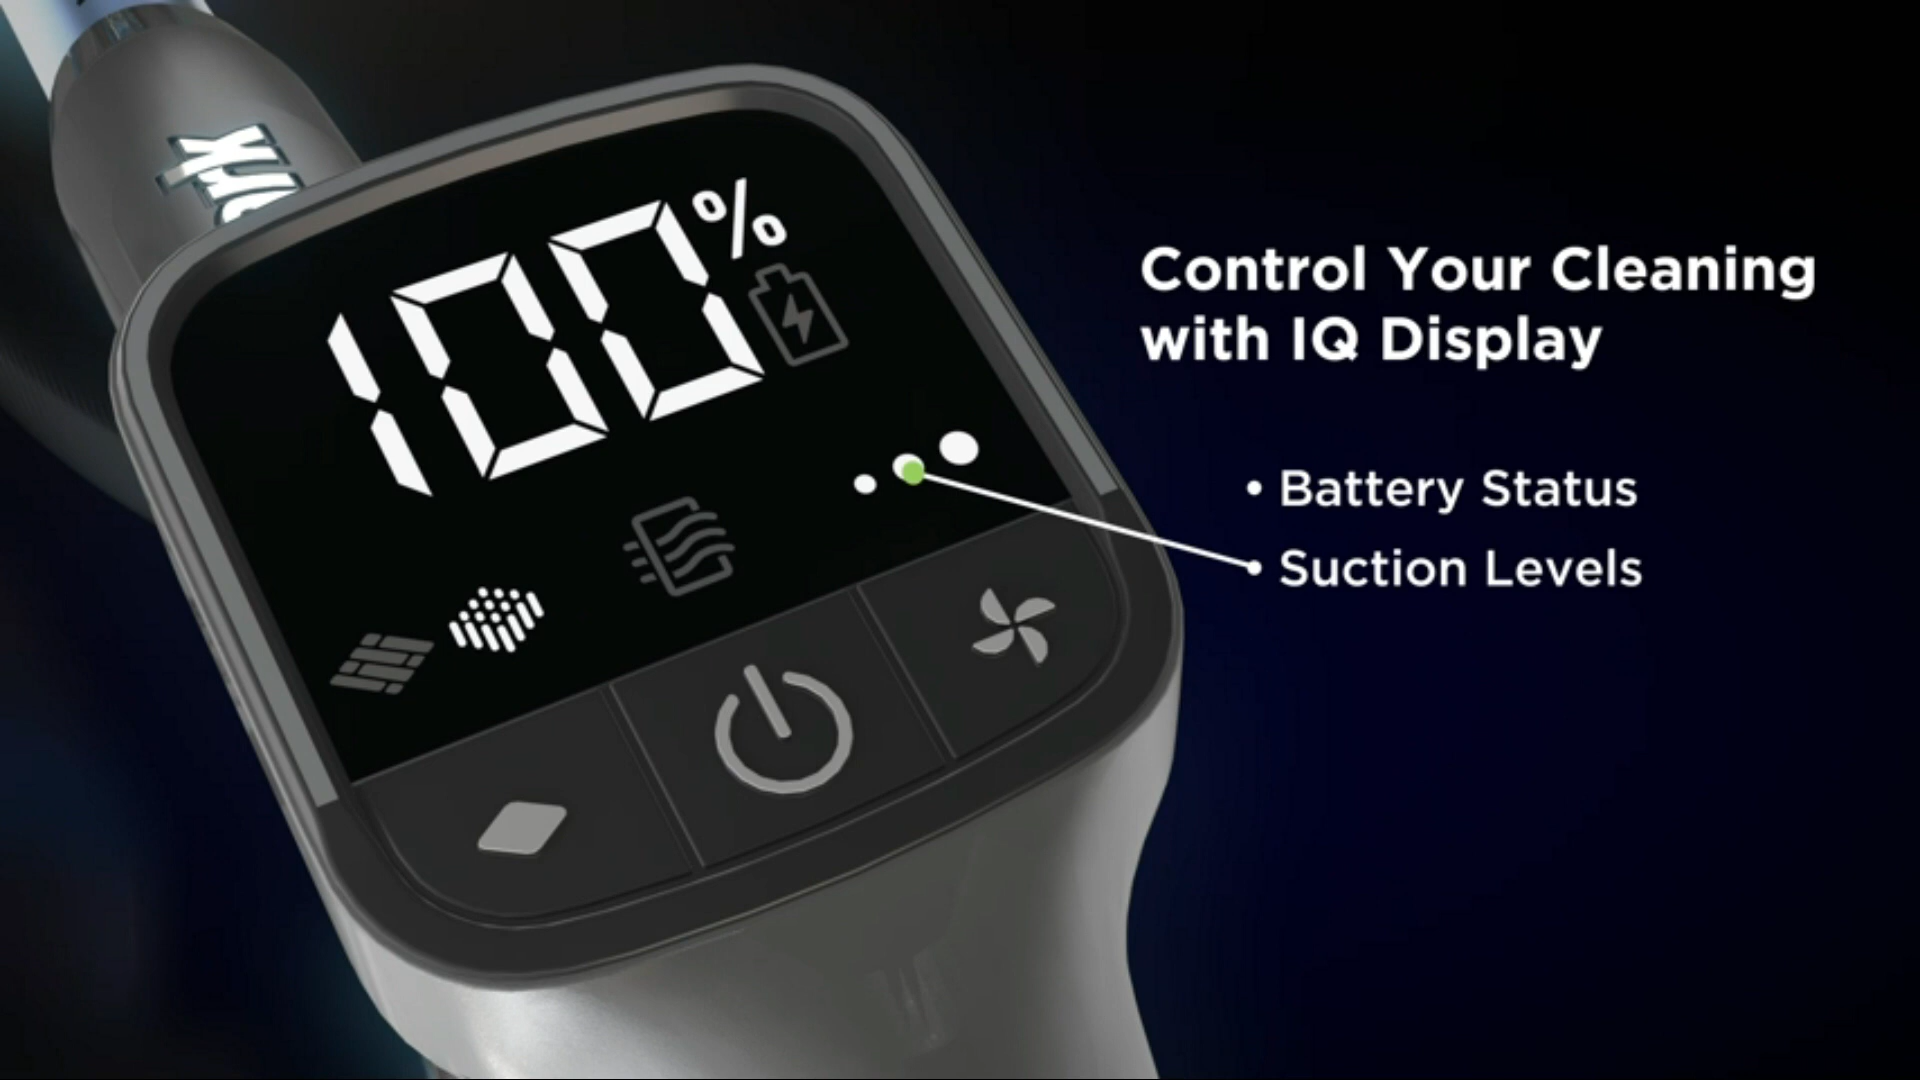 100%
Control Your Cleaning
with IQ Display
• Battery Status
• Suction Levels